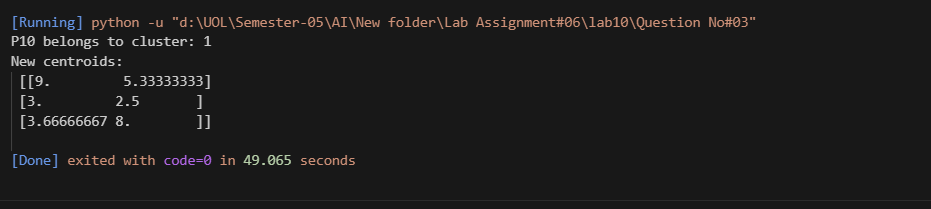 [Running] python -u "d:\UOL\Semester-05\AI\New folder\Lab Assignment#06\lab10\Question No#03"
P10 belongs to cluster: 1
New centroids:
 [[9.         5.33333333]
 [3.         2.5       ]
 [3.66666667 8.        ]]
[Done] exited with code=0 in 49.065 seconds